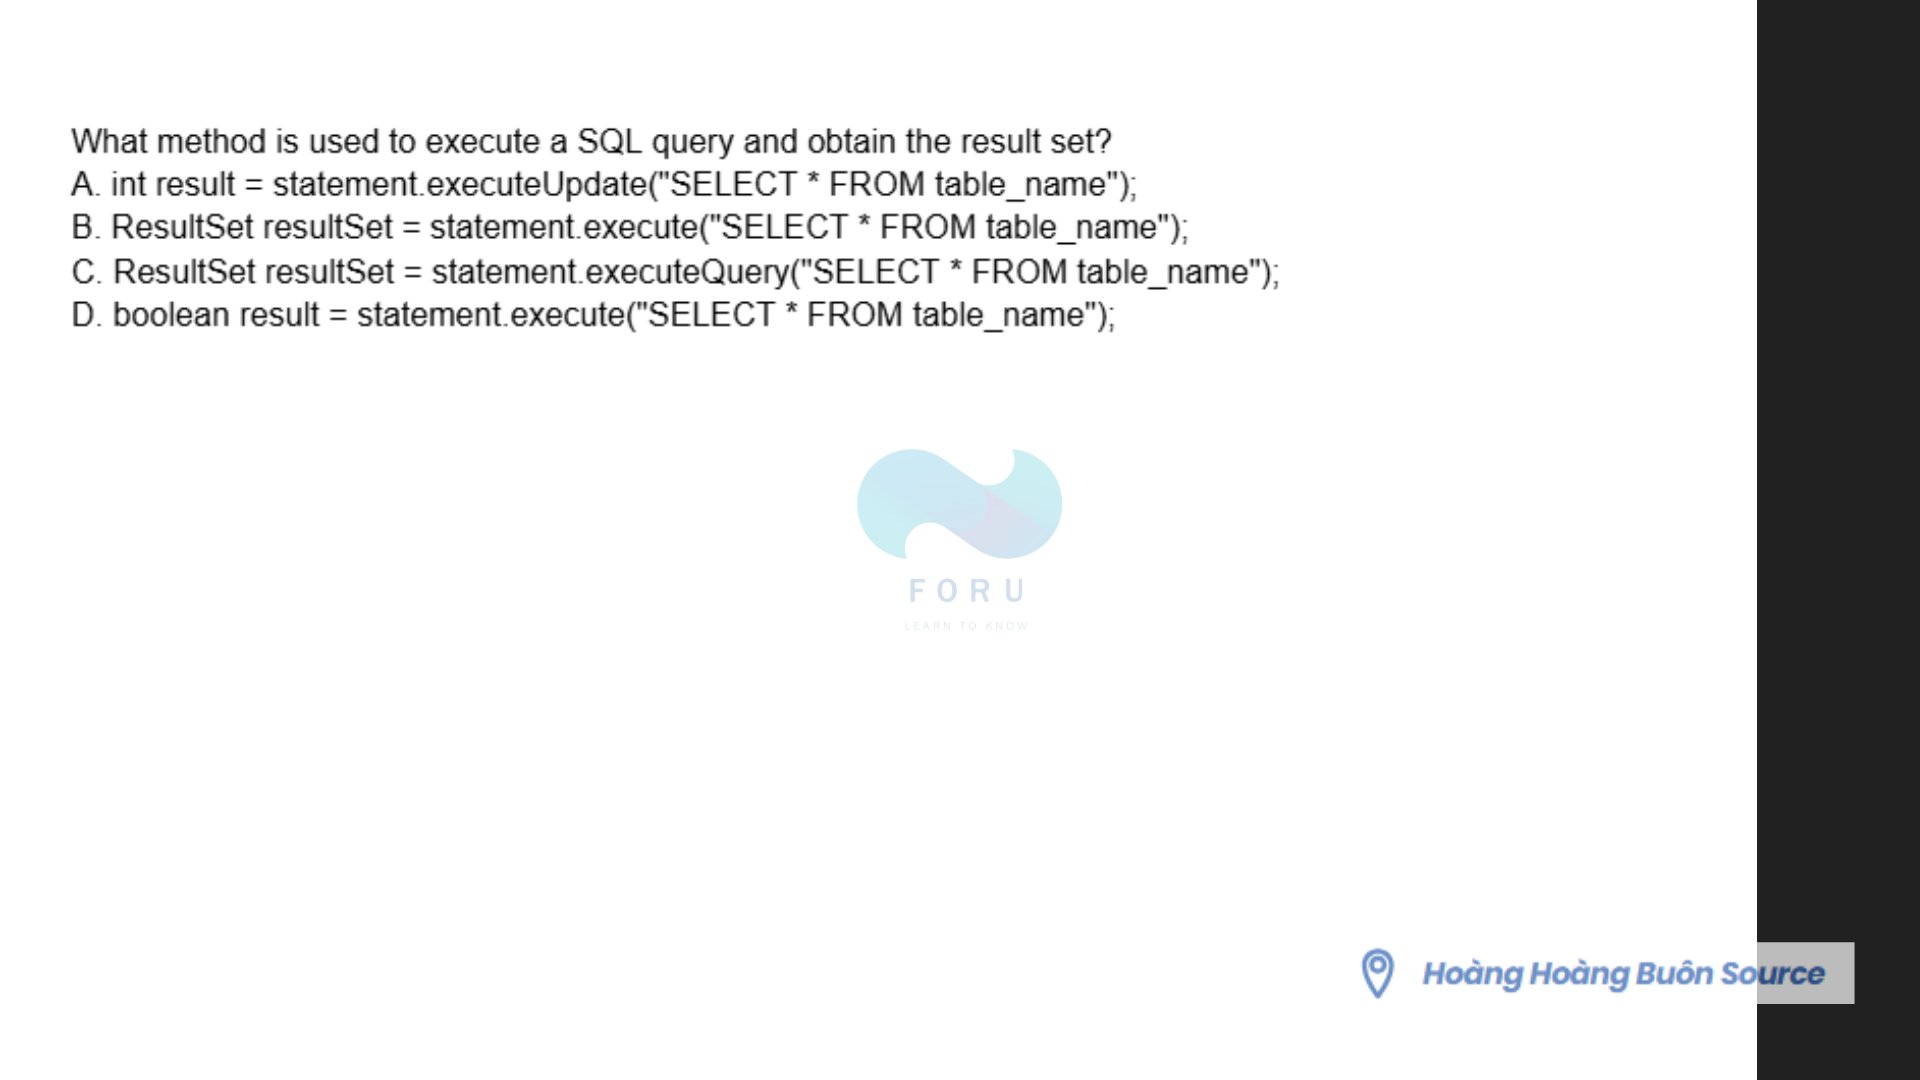 What method is used to execute a SQL query and obtain the result set?
A. int result = statement.executeUpdate("SELECT * FROM table_name");
B. ResultSet resultSet = statement.execute("SELECT * FROM table_name");
C. ResultSet resultSet = statement.executeQuery("SELECT * FROM table_name");
D. boolean result = statement.execute("SELECT * FROM table_name");
FORU
LEARN TO KNOW
Hoàng Hoàng Buôn Source